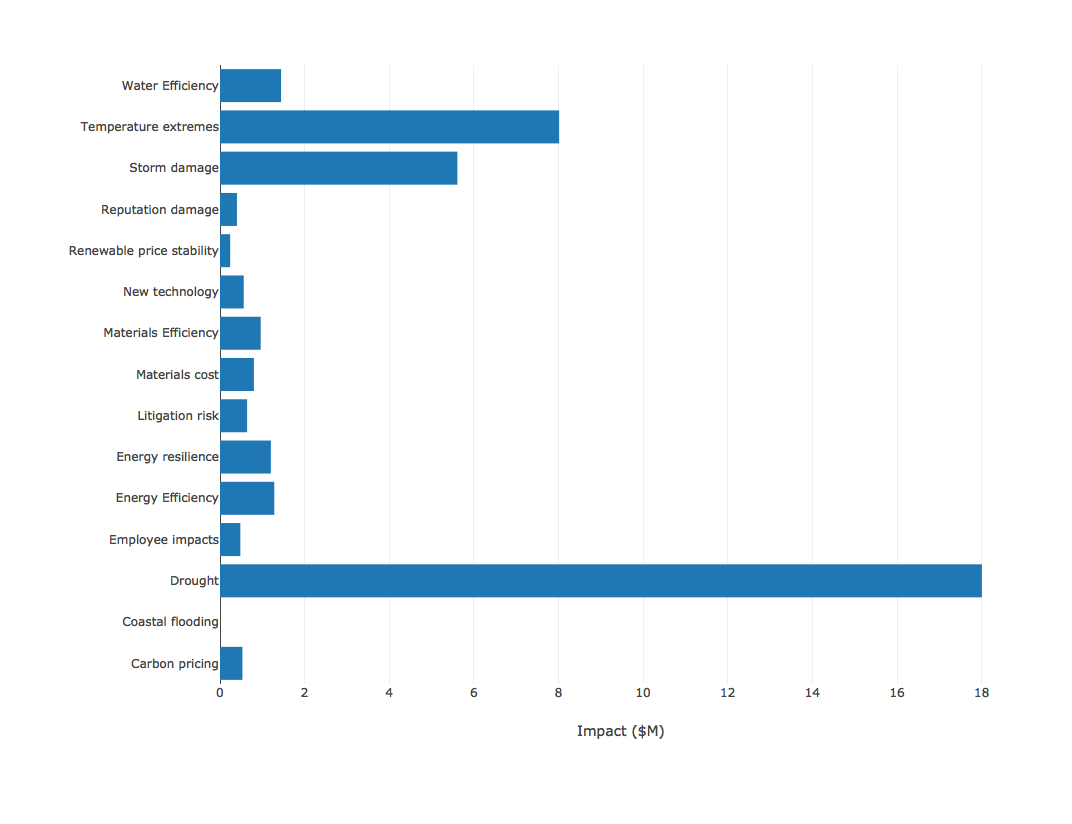 Water Efficiency
Temperature extremes
Storm damage
Reputation damage
Renewable price stability
New technology
Materials Efficiency
Materials cost
Litigation risk
Energy resilience
Energy Efficiency
Employee impacts
Drought
Coastal flooding
Carbon pricing
0 2 4 6 8 10 12 14 16 18
Impact ($M)